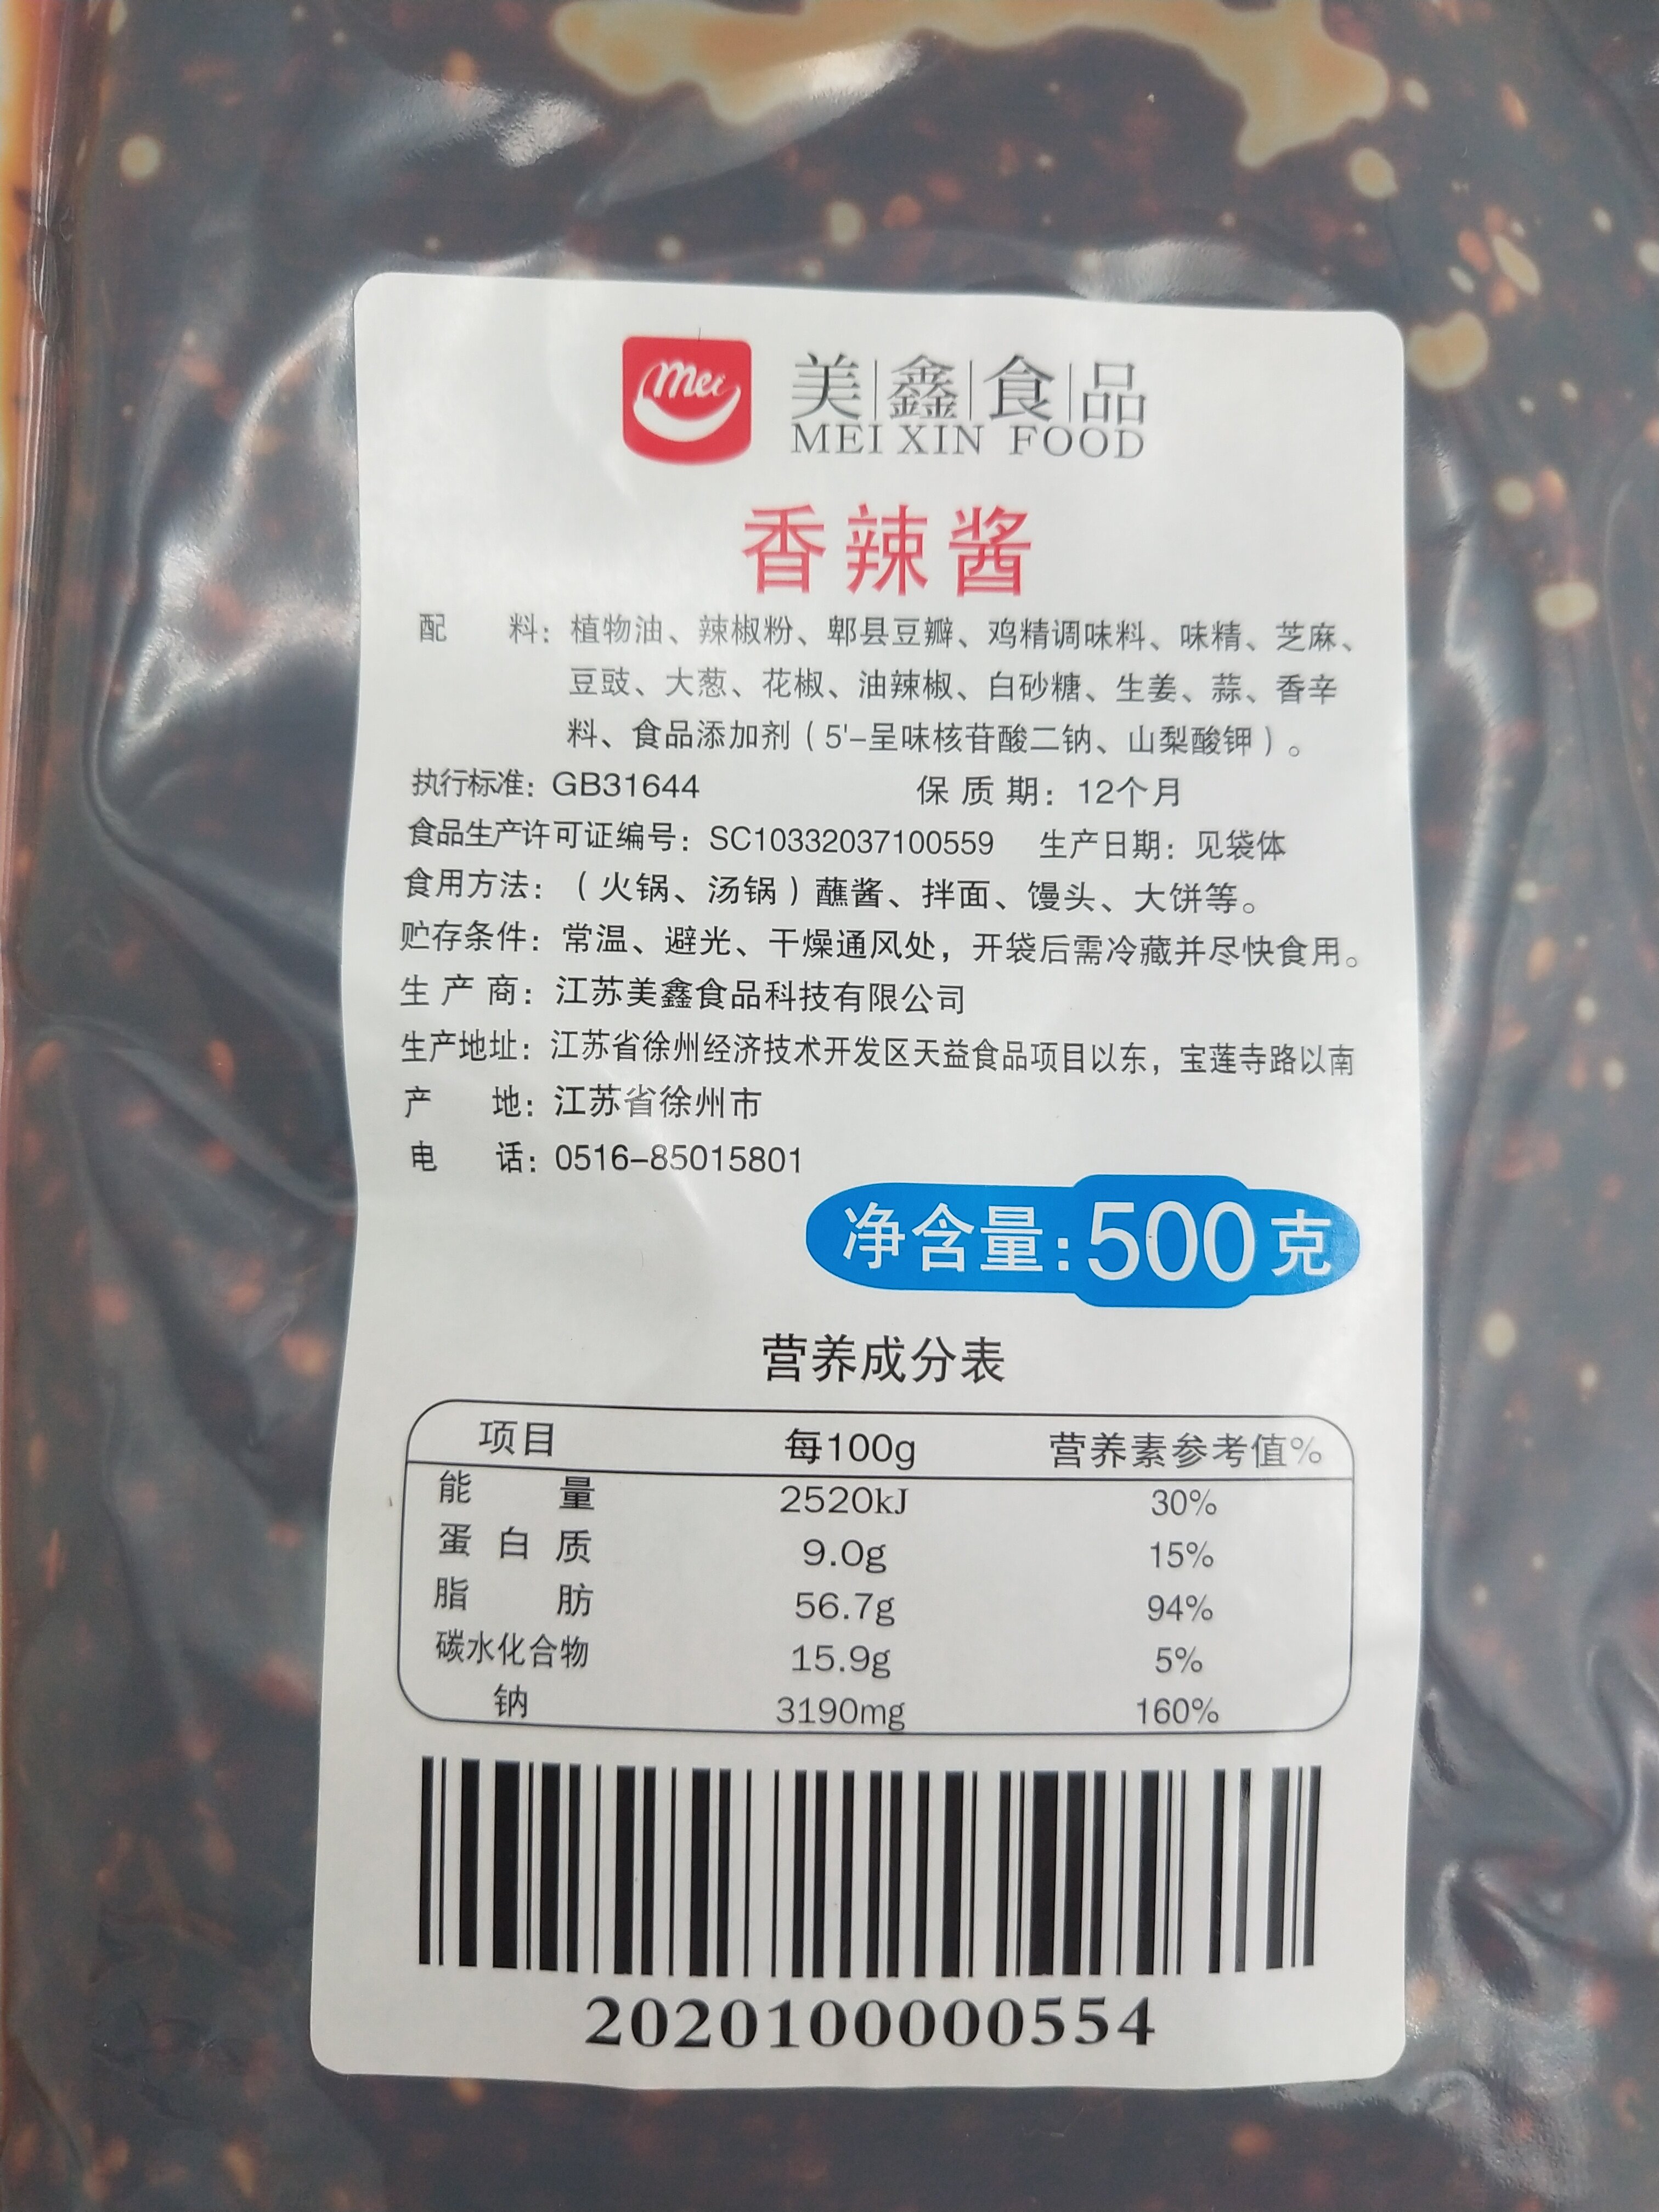 mei
美|鑫|食|品
MEI XIN FOOD
香辣酱
配料：植物油、辣椒粉、郫县豆瓣、鸡精调味料、味精、芝麻、
豆豉、大葱、花椒、油辣椒、白砂糖、生姜、蒜、香辛
料、食品添加剂（5'-呈味核苷酸二钠、山梨酸钾）。
执行标准：GB31644 保质期：12个月
食品生产许可证编号：SC10332037100559 生产日期：见袋体
食用方法：（火锅、汤锅）蘸酱、拌面、馒头、大饼等。
贮存条件：常温、避光、干燥通风处，开袋后需冷藏并尽快食用。
生产商：江苏美鑫食品科技有限公司
生产地址：江苏省徐州经济技术开发区天益食品项目以东，宝莲寺路以南
产地：江苏省徐州市
电话：0516-85015801
净含量：500克
营养成分表
项目 每100g 营养素参考值%
能量 2520kJ 30%
蛋白质 9.0g 15%
脂肪 56.7g 94%
碳水化合物 15.9g 5%
钠 3190mg 160%
2020100000554